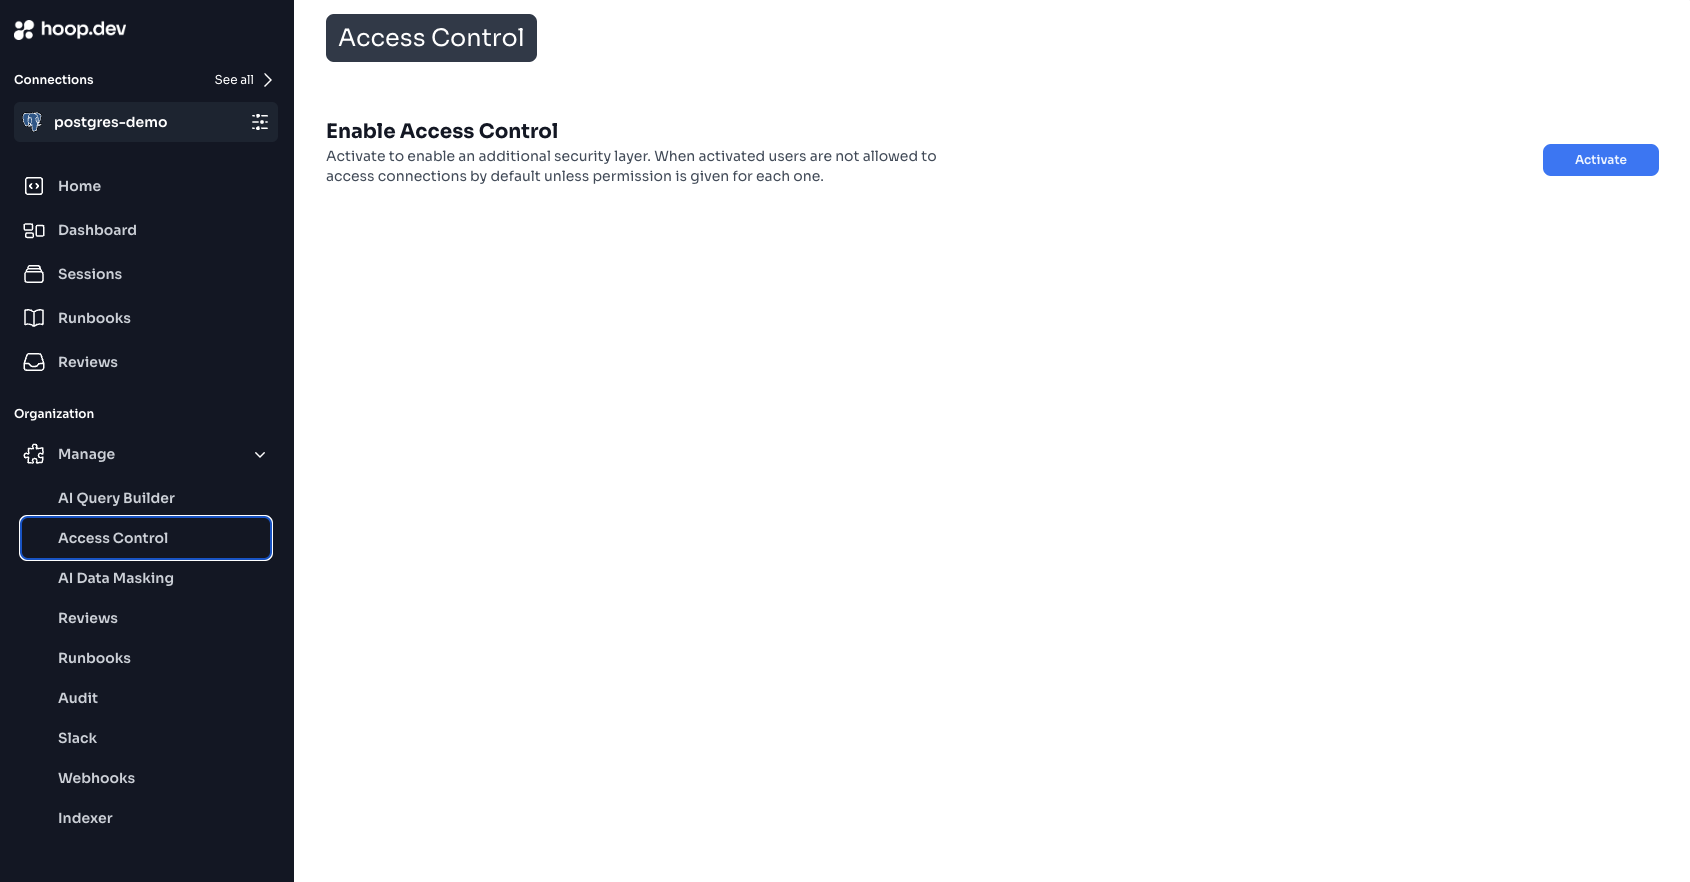 hoop.dev
Connections
See all
postgres-demo
Home
Dashboard
Sessions
Runbooks
Reviews
Organization
Manage
AI Query Builder
Access Control
AI Data Masking
Reviews
Runbooks
Audit
Slack
Webhooks
Indexer
Access Control
Enable Access Control
Activate to enable an additional security layer. When activated users are not allowed to
access connections by default unless permission is given for each one.
Activate